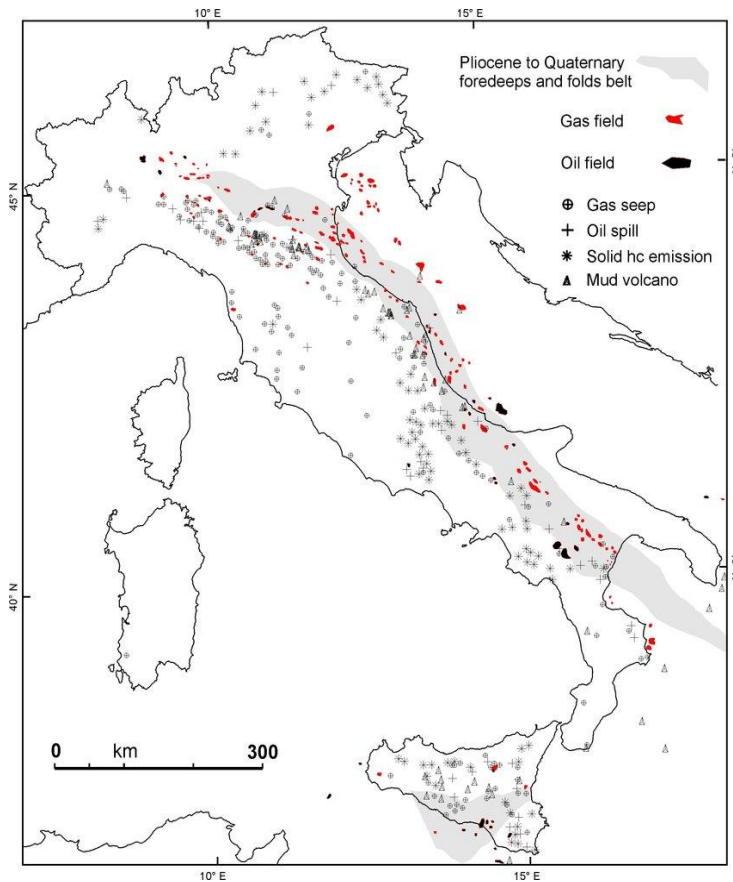 10° E
15° E
Pliocene to Quaternary
foredeeps and folds belt
Gas field
Oil field
Gas seep
Oil spill
Solid hc emission
Mud volcano
45° N
40° N
0 km 300
10° E
15° E